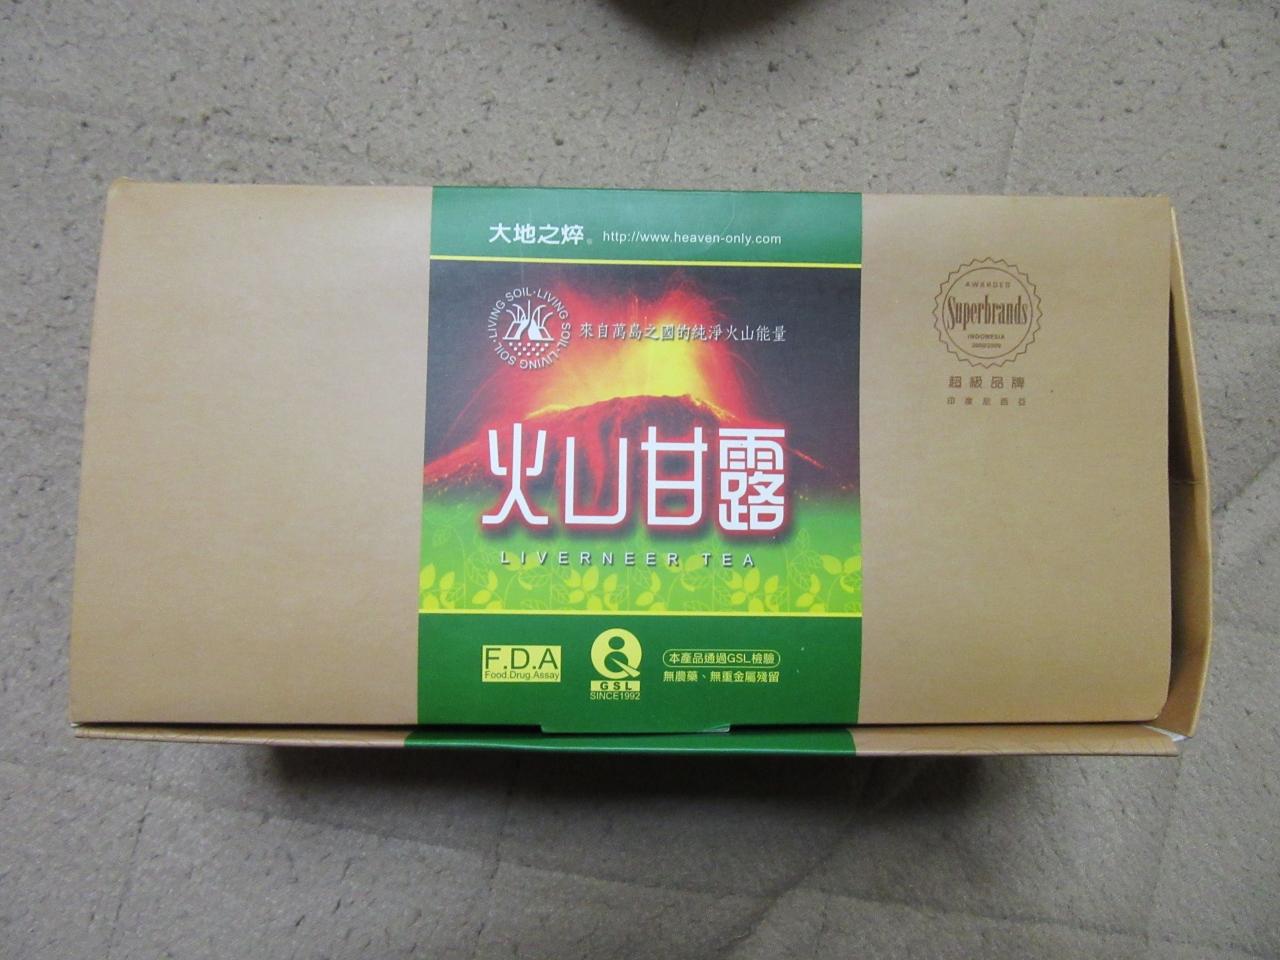 大地之焠® http://www.heaven-only.com
LIVING SOIL·LIVING SOIL·LIVING SOIL·
來自萬島之國的純淨火山能量
火山甘露
LIVERNEER TEA
F.D.A
Food.Drug.Assay
GSL
SINCE1992
本產品通過GSL檢驗
無農藥、無重金屬殘留
AWARDED
Superbrands
INDONESIA
超級品牌
印度尼西亞